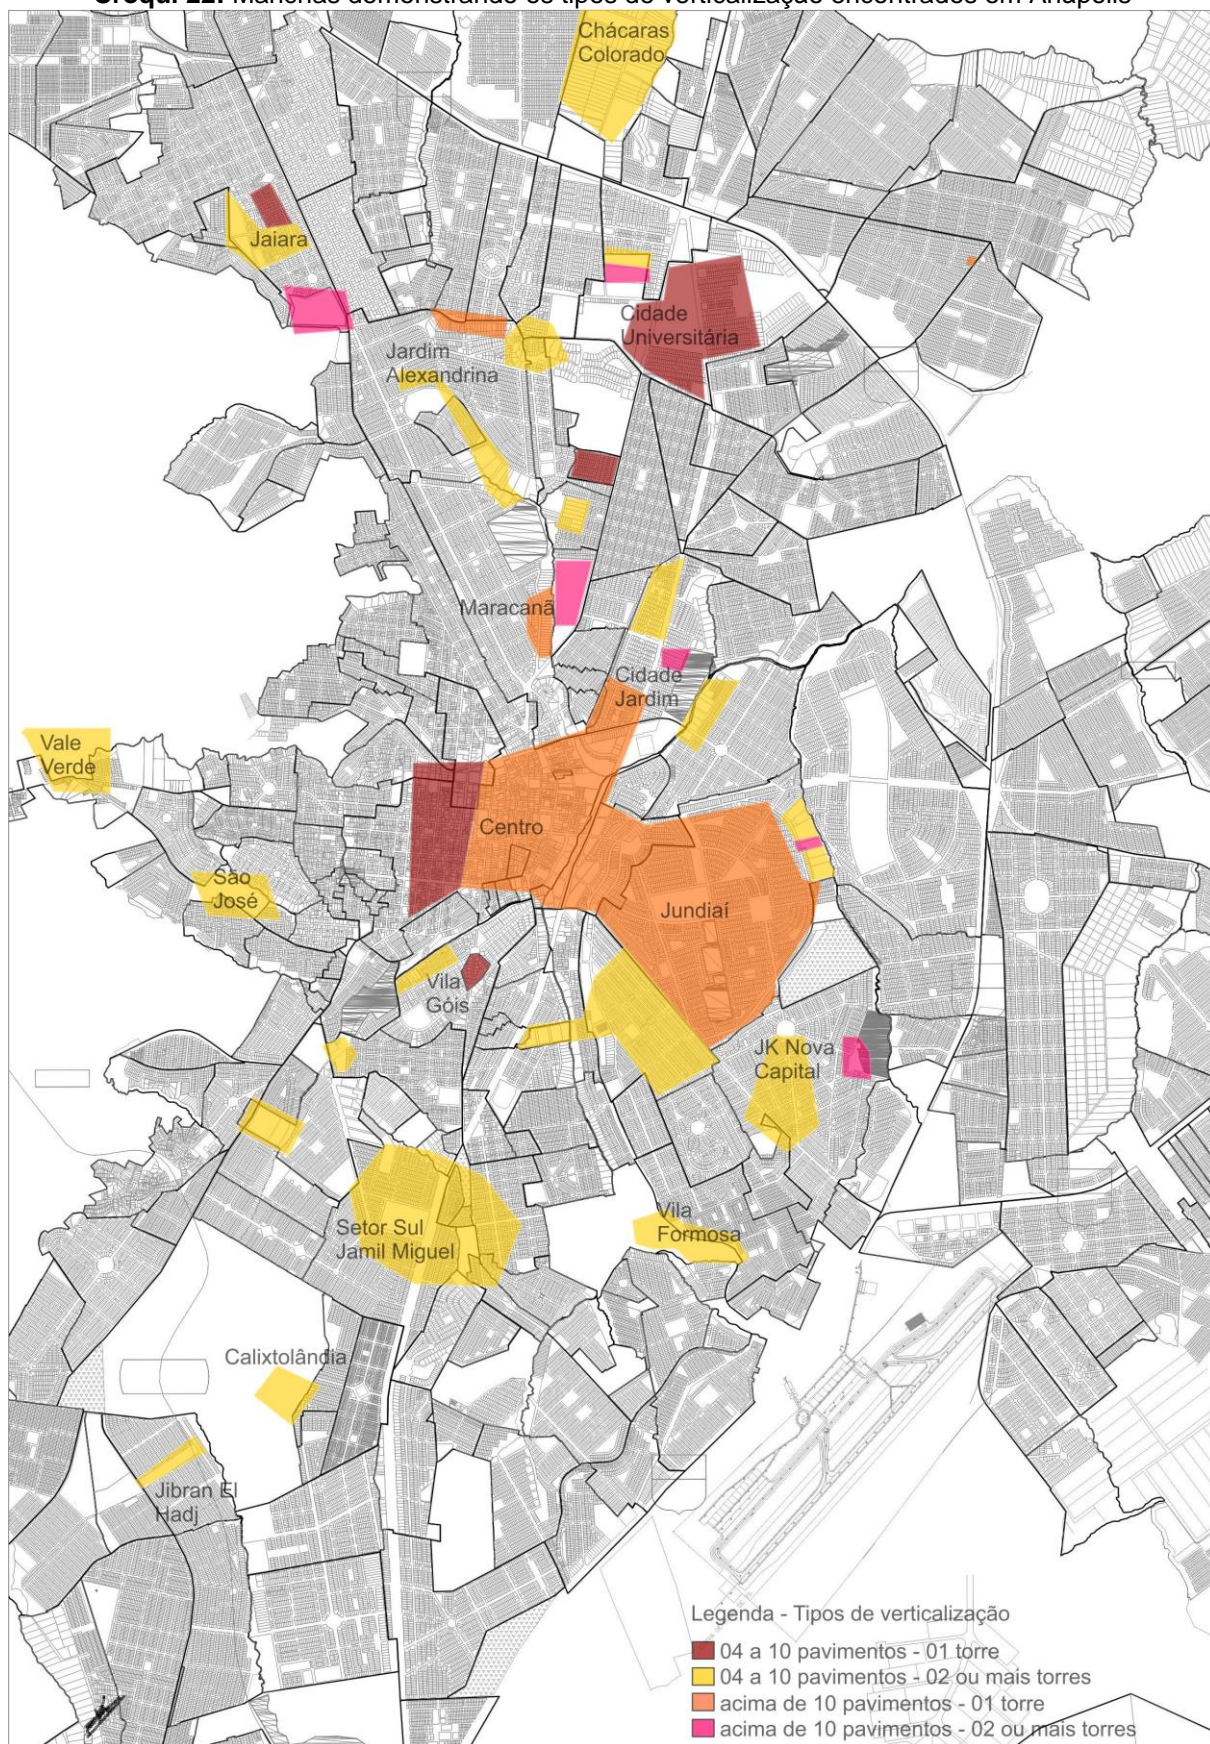 Croqui 22: Manchas demonstrando os tipos de verticalização encontrados em Anápolis
Chácaras
Colorado
Jaiara
Cidade
Universitária
Jardim
Alexandrina
Maracanã
Cidade
Jardim
Vale
Verde
Centro
São
José
Jundiaí
Vila
Góis
JK Nova
Capital
Vila
Formosa
Setor Sul
Jamil Miguel
Calixtolândia
Jibran El
Hadj
Legenda - Tipos de verticalização
04 a 10 pavimentos - 01 torre
04 a 10 pavimentos - 02 ou mais torres
acima de 10 pavimentos - 01 torre
acima de 10 pavimentos - 02 ou mais torres